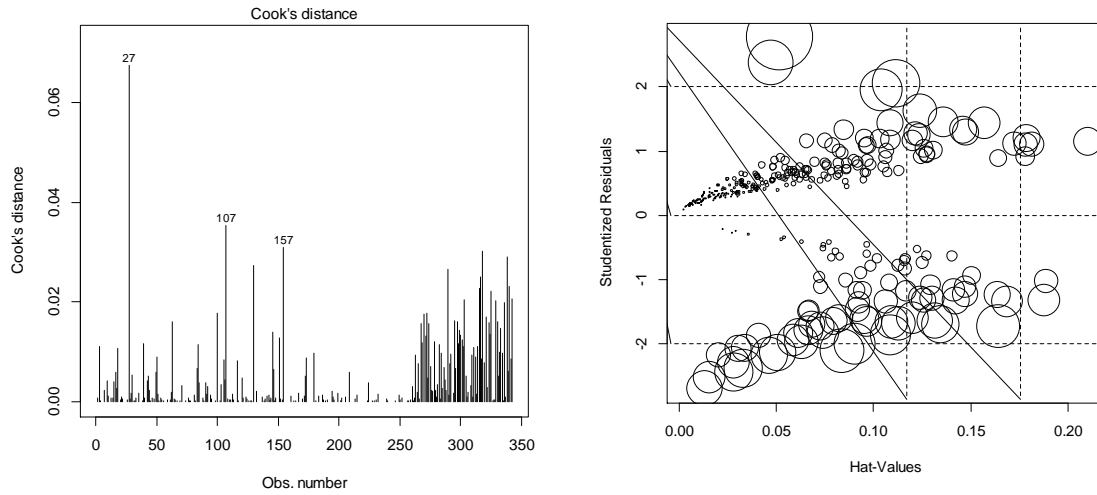 Cook's distance
27
107
157
Cook's distance
0.06
0.04
0.02
0.00
0 50 100 150 200 250 300 350
Obs. number
2
1
0
-1
-2
Studentized Residuals
0.00 0.05 0.10 0.15 0.20
Hat-Values